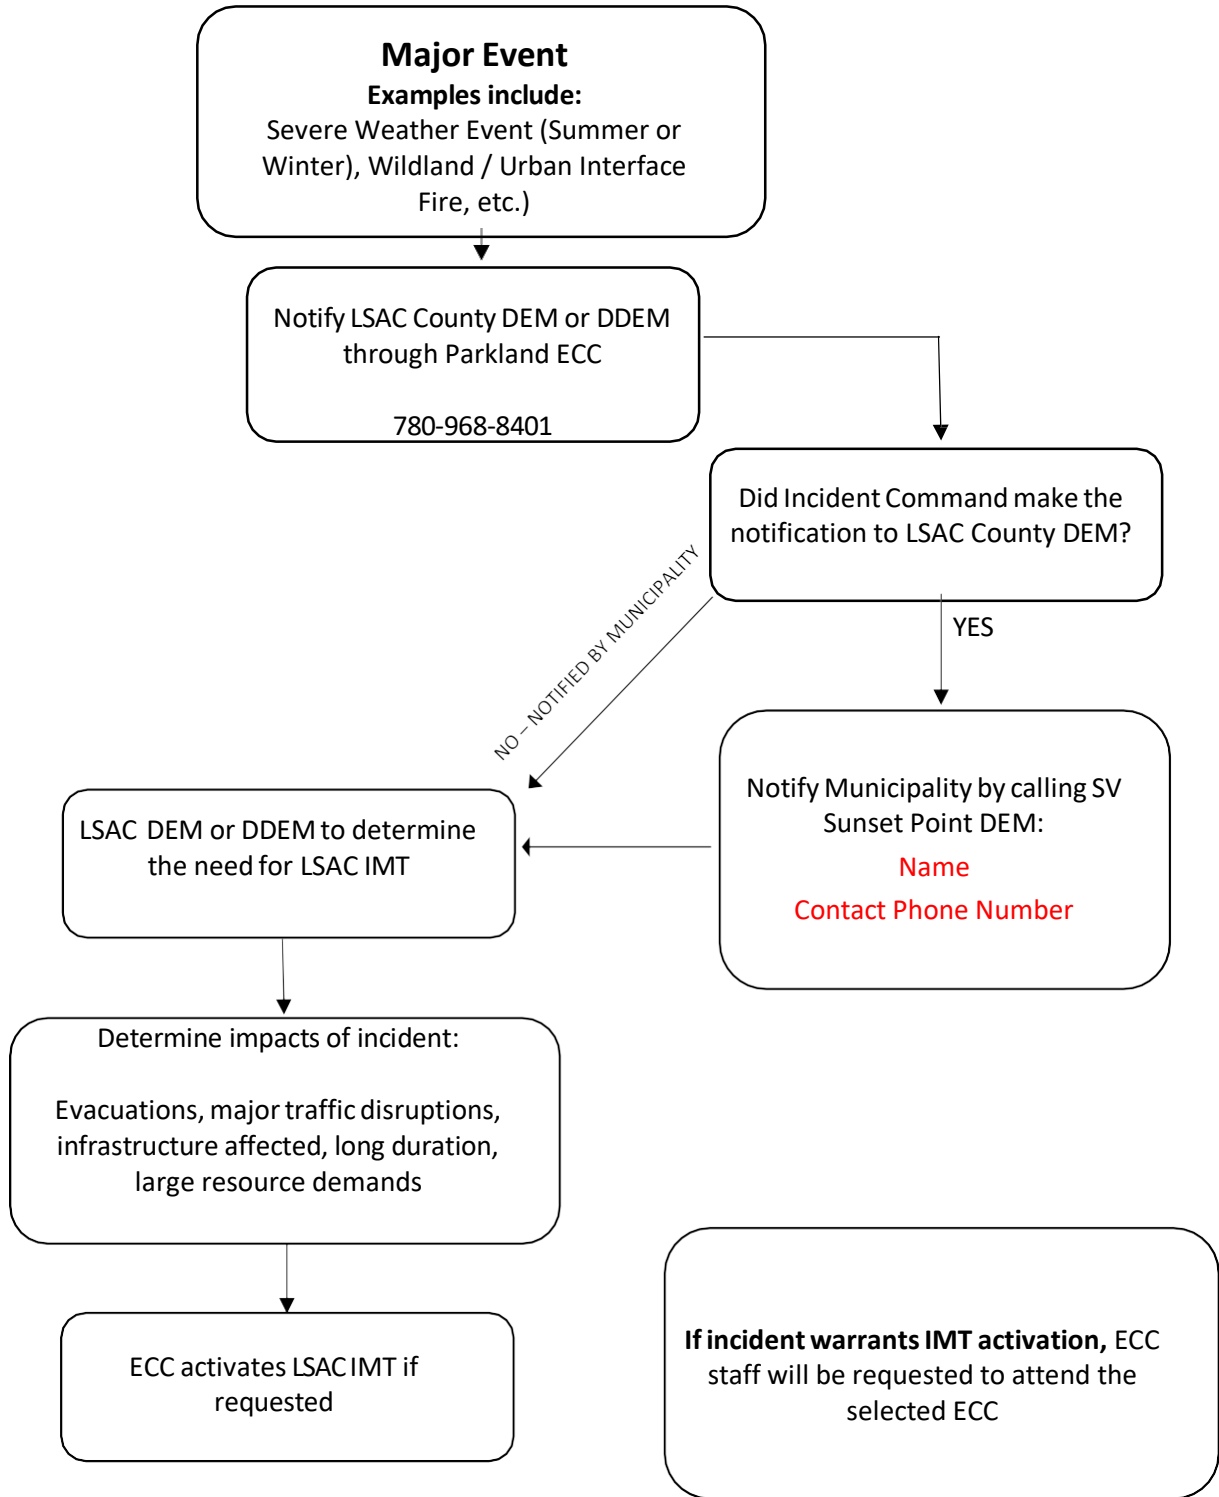 Major Event
Examples include:
Severe Weather Event (Summer or
Winter), Wildland / Urban Interface
Fire, etc.)
Notify LSAC County DEM or DDEM
through Parkland ECC
780-968-8401
Did Incident Command make the
notification to LSAC County DEM?
NO – NOTIFIED BY MUNICIPALITY
YES
Notify Municipality by calling SV
Sunset Point DEM:
Name
Contact Phone Number
LSAC DEM or DDEM to determine
the need for LSAC IMT
Determine impacts of incident:
Evacuations, major traffic disruptions,
infrastructure affected, long duration,
large resource demands
ECC activates LSAC IMT if
requested
If incident warrants IMT activation, ECC
staff will be requested to attend the
selected ECC